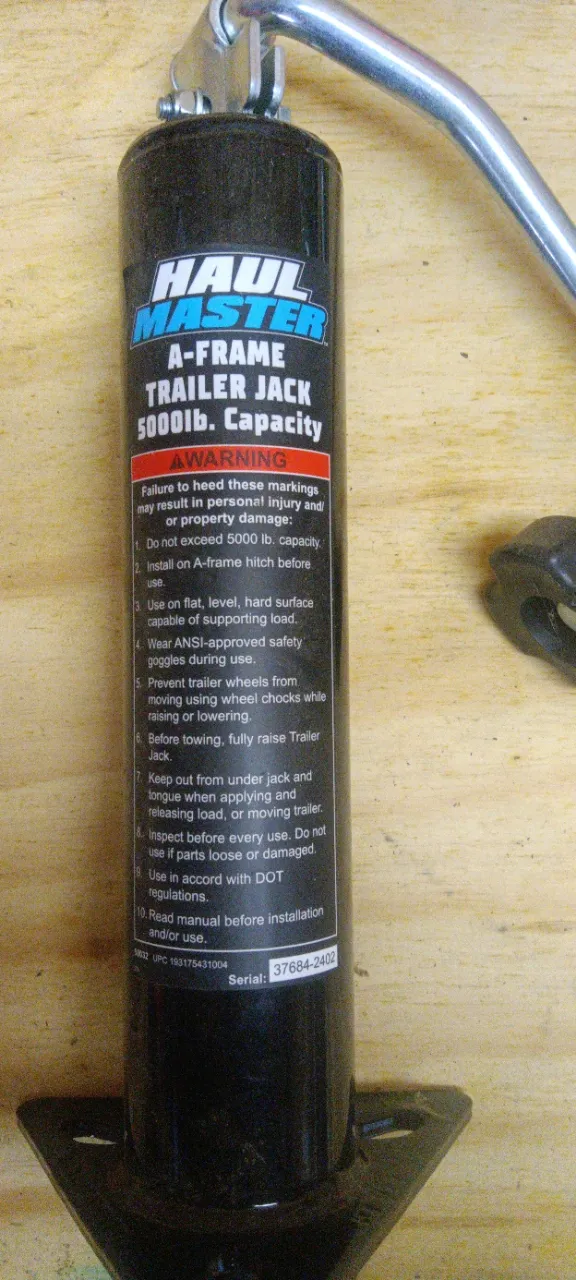 HAUL
MASTER
A-FRAME
TRAILER JACK
5000lb. Capacity
⚠WARNING
Failure to heed these markings
may result in personal injury and/
or property damage:
1. Do not exceed 5000 lb. capacity.
2. Install on A-frame hitch before
use.
3. Use on flat, level, hard surface
capable of supporting load.
4. Wear ANSI-approved safety
goggles during use.
5. Prevent trailer wheels from
moving using wheel chocks while
raising or lowering.
6. Before towing, fully raise Trailer
Jack.
7. Keep out from under jack and
tongue when applying and
releasing load, or moving trailer.
8. Inspect before every use. Do not
use if parts loose or damaged.
9. Use in accord with DOT
regulations.
10. Read manual before installation
and/or use.
UPC 193175431004
Serial: 37684-2402